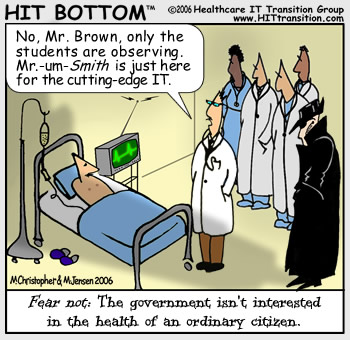 HIT BOTTOM™
©2006 Healthcare IT Transition Group
www.HITtransition.com
No, Mr. Brown, only the
students are observing.
Mr.-um-Smith is just here
for the cutting-edge IT.
M.Christopher & M.Jensen 2006
Fear not: The government isn't interested
in the health of an ordinary citizen.